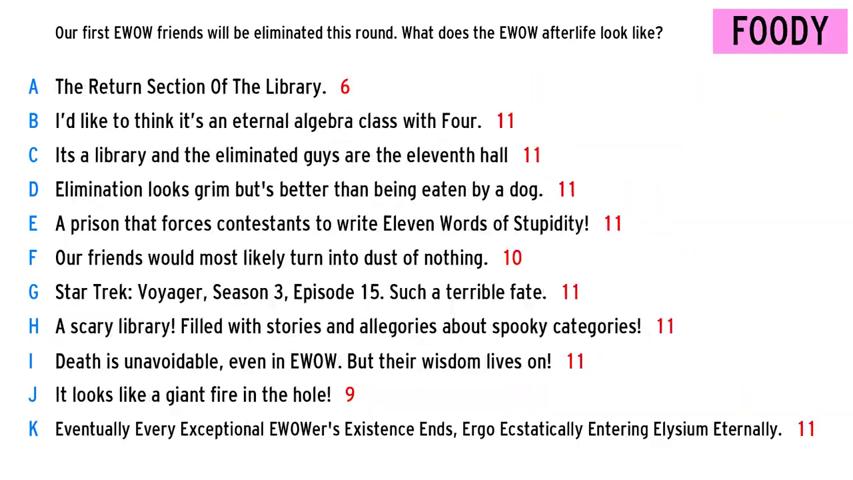 Our first EWOW friends will be eliminated this round. What does the EWOW afterlife look like?
FOODY
A The Return Section Of The Library. 6
B I'd like to think it's an eternal algebra class with Four. 11
C Its a library and the eliminated guys are the eleventh hall 11
D Elimination looks grim but's better than being eaten by a dog. 11
E A prison that forces contestants to write Eleven Words of Stupidity! 11
F Our friends would most likely turn into dust of nothing. 10
G Star Trek: Voyager, Season 3, Episode 15. Such a terrible fate. 11
H A scary library! Filled with stories and allegories about spooky categories! 11
I Death is unavoidable, even in EWOW. But their wisdom lives on! 11
J It looks like a giant fire in the hole! 9
K Eventually Every Exceptional EWOWer's Existence Ends, Ergo Ecstatically Entering Elysium Eternally. 11